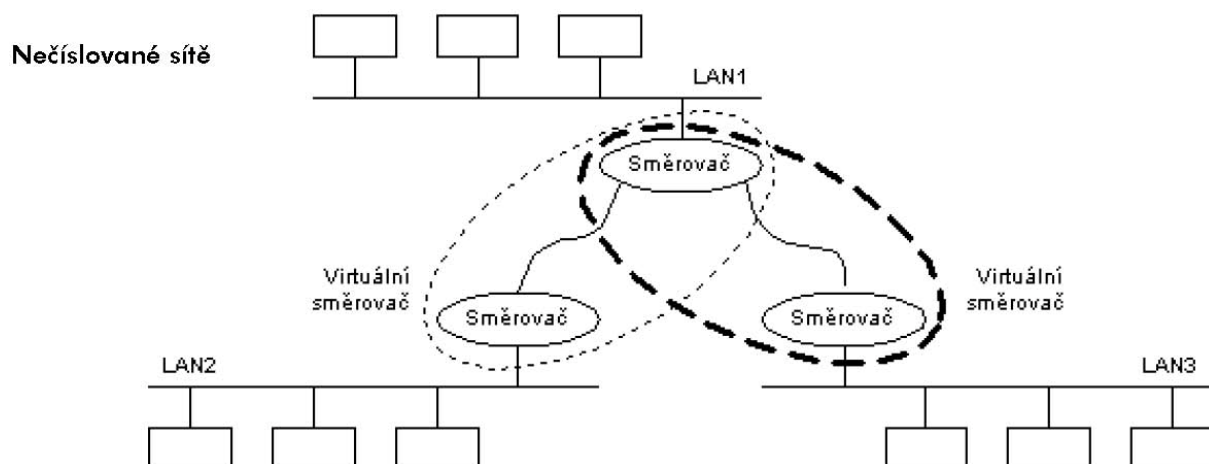 Nečíslované sítě
LAN1
Směrovač
Virtuální
směrovač
Virtuální
směrovač
Směrovač
Směrovač
LAN2
LAN3